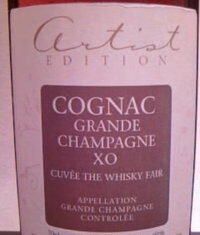 artist
EDITION
COGNAC
GRANDE
CHAMPAGNE
XO
CUVÉE THE WHISKY FAIR
APPELLATION
GRANDE CHAMPAGNE
CONTROLÉE